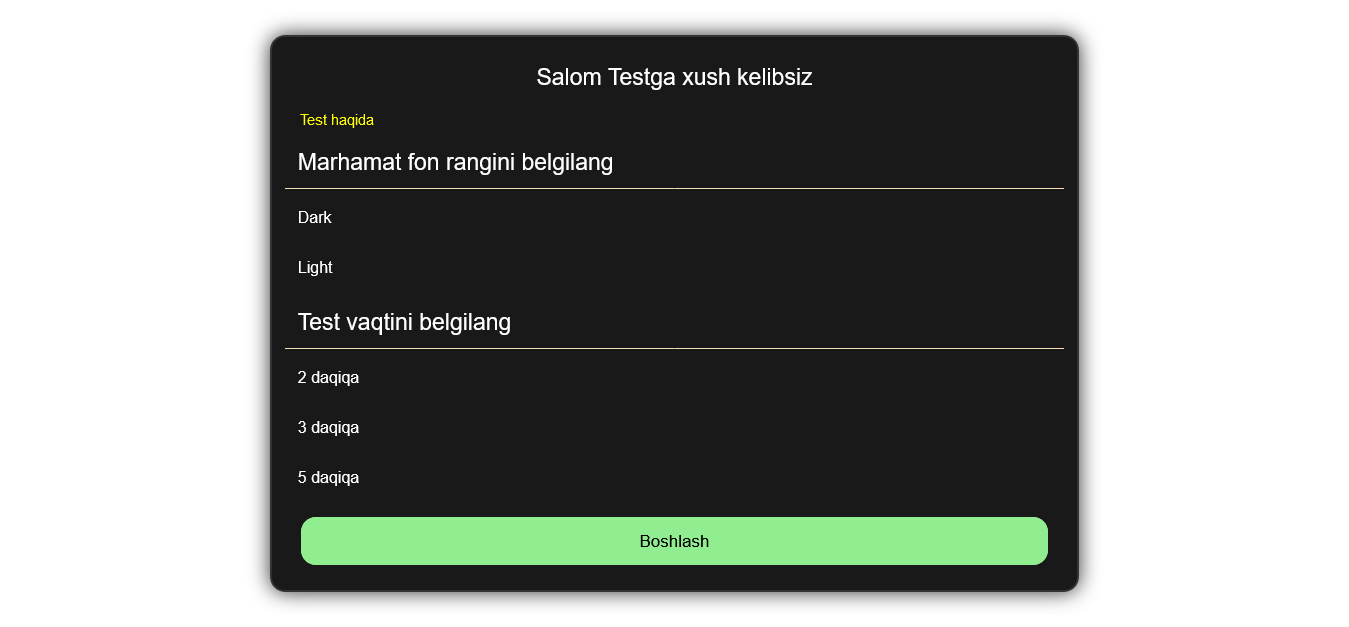 Salom Testga xush kelibsiz
Test haqida
Marhamat fon rangini belgilang
Dark
Light
Test vaqtini belgilang
2 daqiqa
3 daqiqa
5 daqiqa
Boshlash